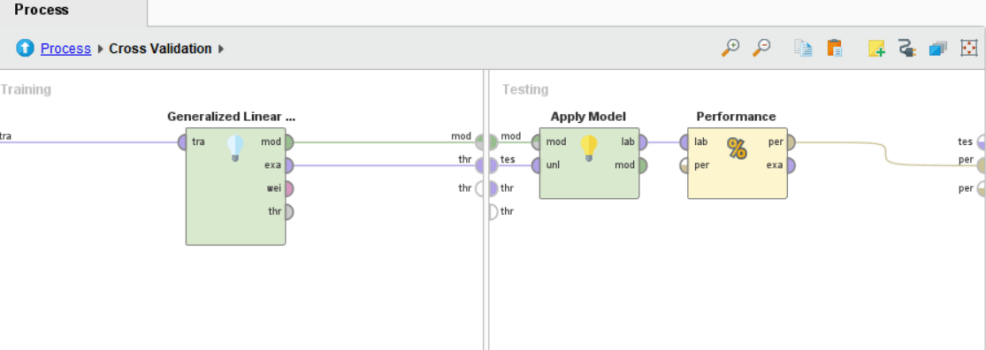 Process
Process ▸ Cross Validation ▸
Training
Testing
Generalized Linear ...
Apply Model
Performance
tra
tra
mod
exa
wei
thr
mod
thr
thr
mod
tes
thr
thr
mod
unl
lab
mod
lab
per
per
exa
tes
per
per